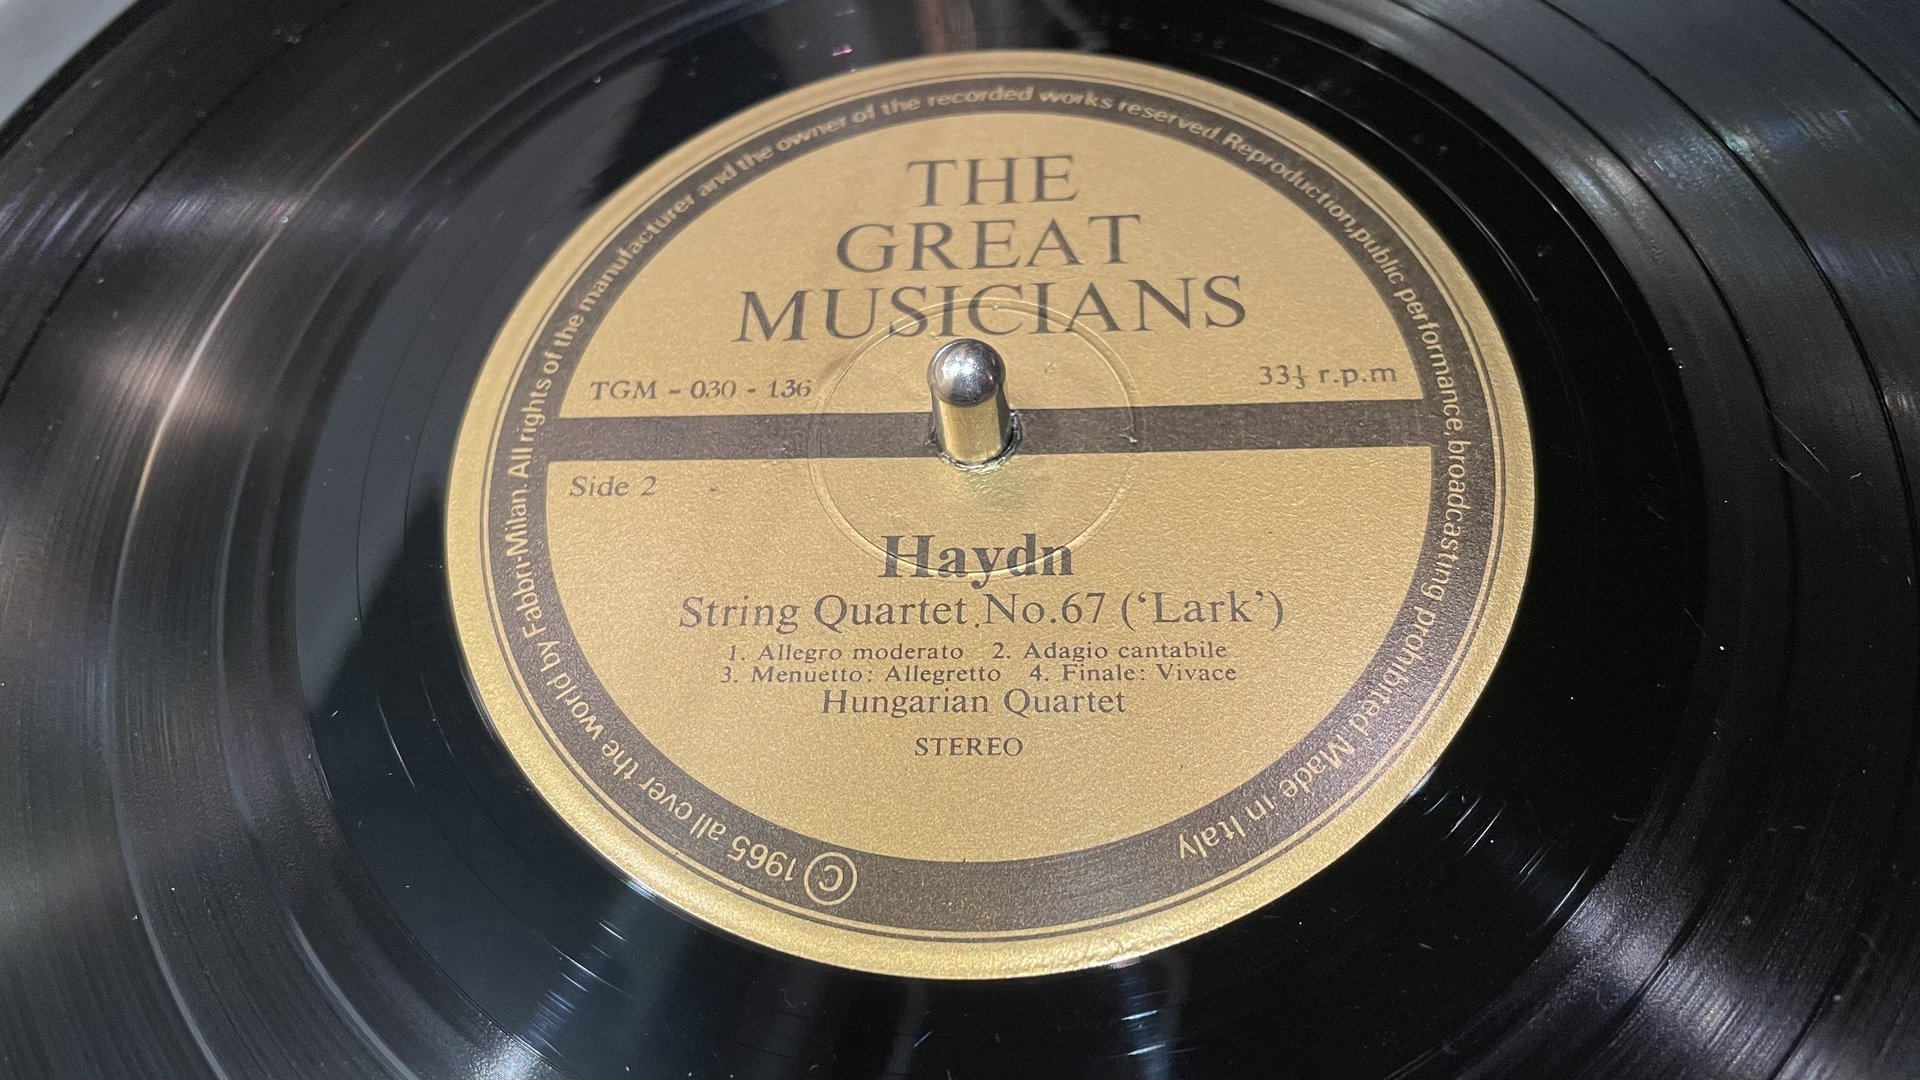 THE
GREAT
MUSICIANS
TGM - 030 - 136
33⅓ r.p.m
Side 2
Haydn
String Quartet No.67 (‘Lark’)
1. Allegro moderato 2. Adagio cantabile
3. Menuetto: Allegretto 4. Finale: Vivace
Hungarian Quartet
STEREO
© 1965 all over the world by Fabbri-Milan. All rights of the manufacturer and the owner of the recorded works reserved. Reproduction, public performance, broadcasting prohibited. Made in Italy